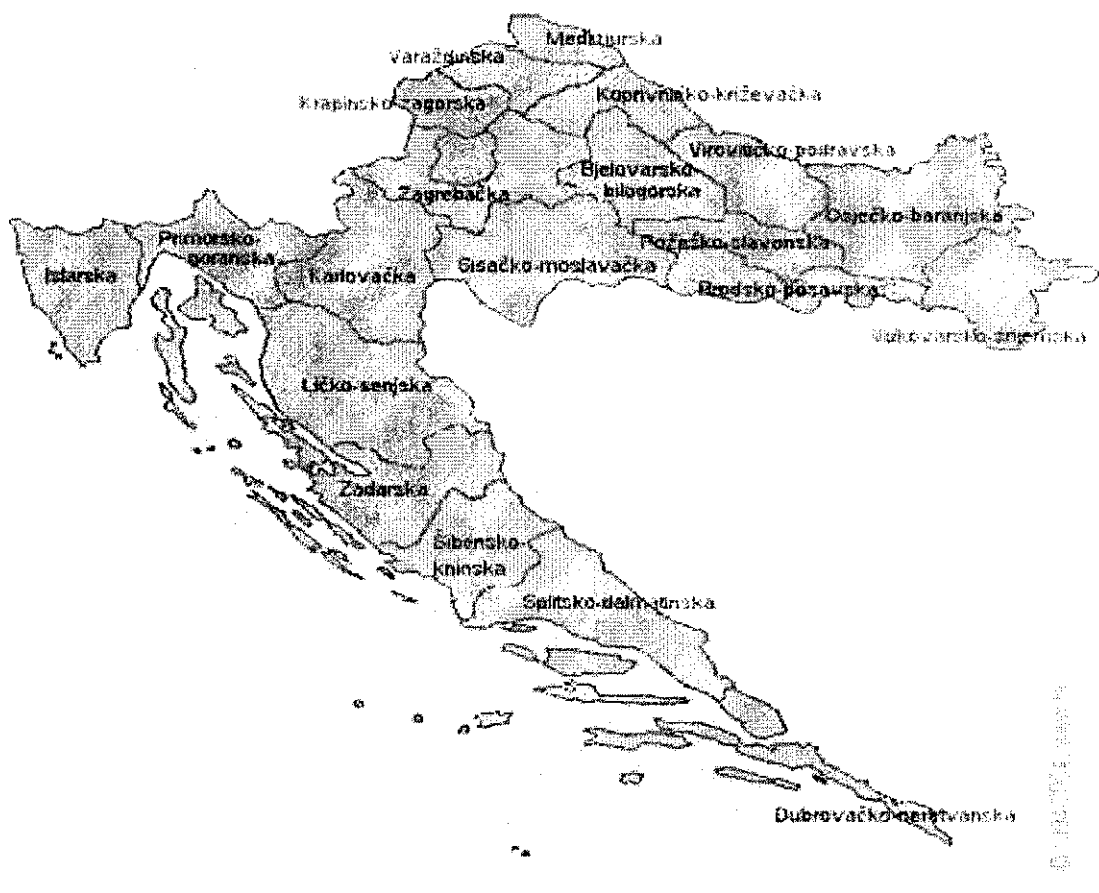 Međimurska
Varaždinska
Krapinsko-zagorska
Koprivničko-križevačka
Virovitičko-podravska
Bjelovarsko-
bilogorska
Zagrebačka
Osječko-baranjska
Primorsko-
goranska
Požeško-slavonska
Istarska
Karlovačka
Sisačko-moslavačka
Brodsko-posavska
Vukovarsko-srijemska
Ličko-senjska
Zadarska
Šibensko-
kninska
Splitsko-dalmatinska
Dubrovačko-neretvanska